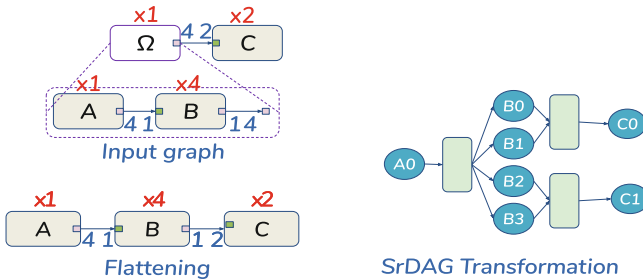 x1 x2
Ω 4 2 C
x1 x4
A 4 1 B 1 4
Input graph
x1 x4 x2
A 4 1 B 1 2 C
Flattening
B0
B1
C0
A0
B2
B3
C1
SrDAG Transformation